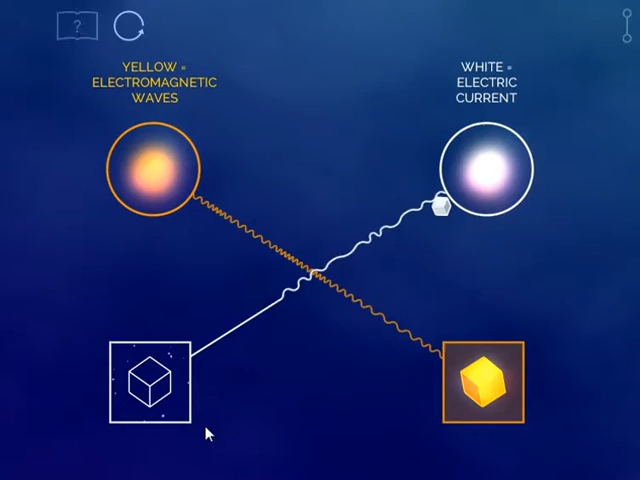 ?
YELLOW =
ELECTROMAGNETIC
WAVES
WHITE =
ELECTRIC
CURRENT